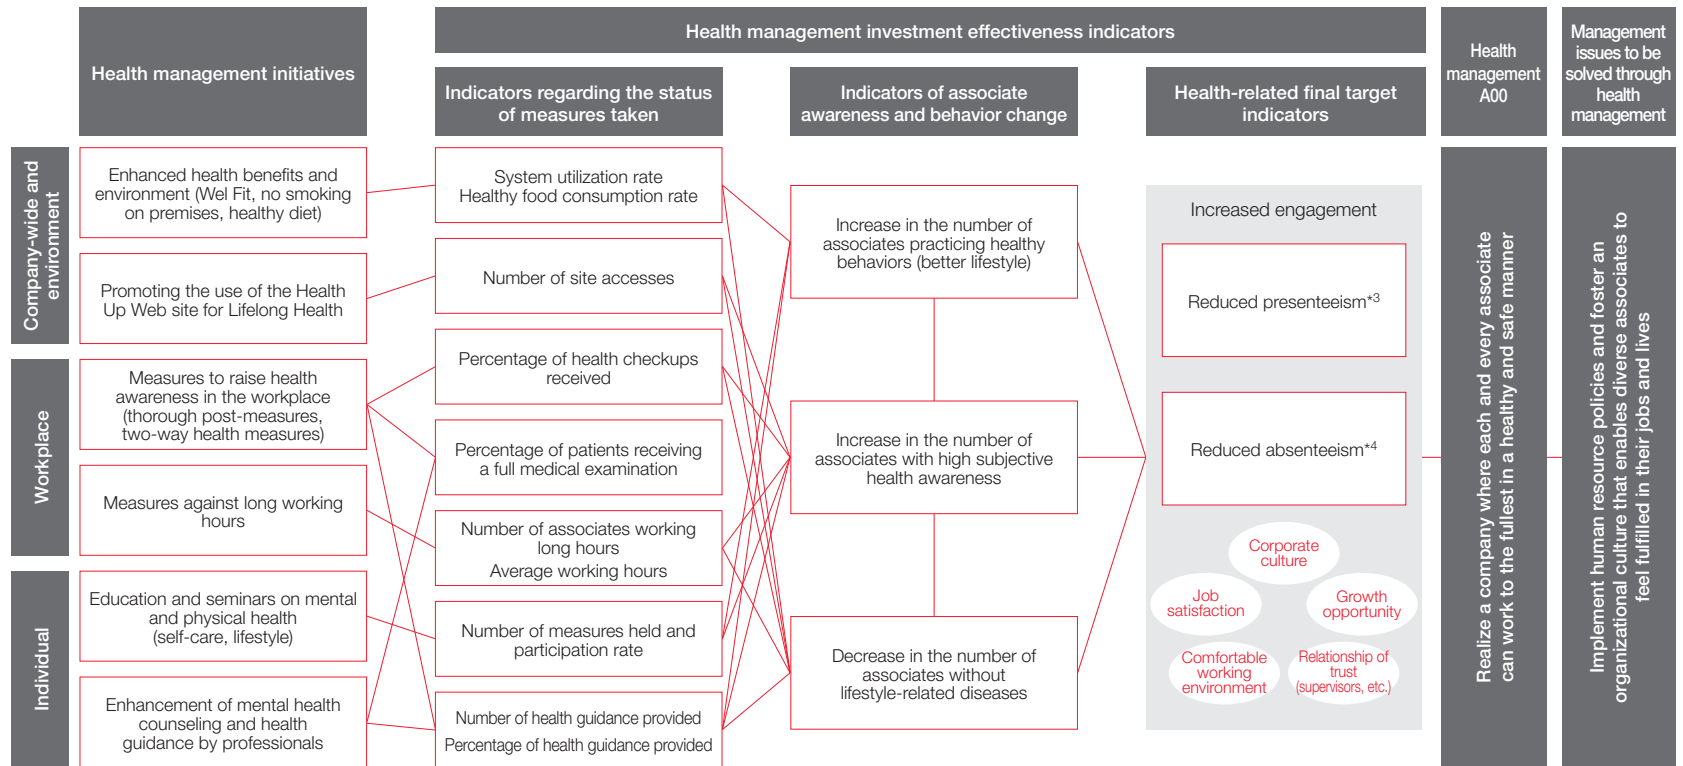 Health management initiatives
Health management investment effectiveness indicators
Indicators regarding the status
of measures taken
Indicators of associate
awareness and behavior change
Health-related final target
indicators
Health
management
A00
Management
issues to be
solved through
health
management
Company-wide and
environment
Enhanced health benefits and
environment (Wel Fit, no smoking
on premises, healthy diet)
Promoting the use of the Health
Up Web site for Lifelong Health
Workplace
Measures to raise health
awareness in the workplace
(thorough post-measures,
two-way health measures)
Measures against long working
hours
Individual
Education and seminars on mental
and physical health
(self-care, lifestyle)
Enhancement of mental health
counseling and health
guidance by professionals
System utilization rate
Healthy food consumption rate
Number of site accesses
Percentage of health checkups
received
Percentage of patients receiving
a full medical examination
Number of associates working
long hours
Average working hours
Number of measures held and
participation rate
Number of health guidance provided
Percentage of health guidance provided
Increase in the number of
associates practicing healthy
behaviors (better lifestyle)
Increase in the number of
associates with high subjective
health awareness
Decrease in the number of
associates without
lifestyle-related diseases
Increased engagement
Reduced presenteeism*3
Reduced absenteeism*4
Corporate
culture
Job
satisfaction
Growth
opportunity
Comfortable
working
environment
Relationship of
trust
(supervisors, etc.)
Realize a company where each and every associate
can work to the fullest in a healthy and safe manner
Implement human resource policies and foster an
organizational culture that enables diverse associates to
feel fulfilled in their jobs and lives